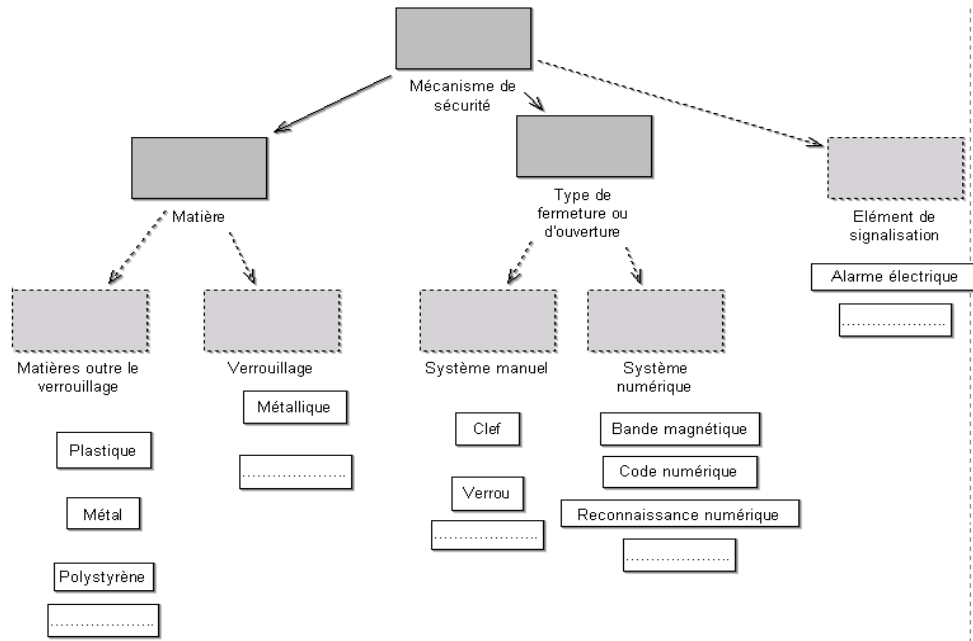 Mécanisme de
sécurité
Matière
Type de
fermeture ou
d'ouverture
Elément de
signalisation
Alarme électrique
.....................
Matières outre le
verrouillage
Verrouillage
Système manuel
Système
numérique
Métallique
.....................
Plastique
Métal
Polystyrène
.....................
Clef
Verrou
.....................
Bande magnétique
Code numérique
Reconnaissance numérique
.....................